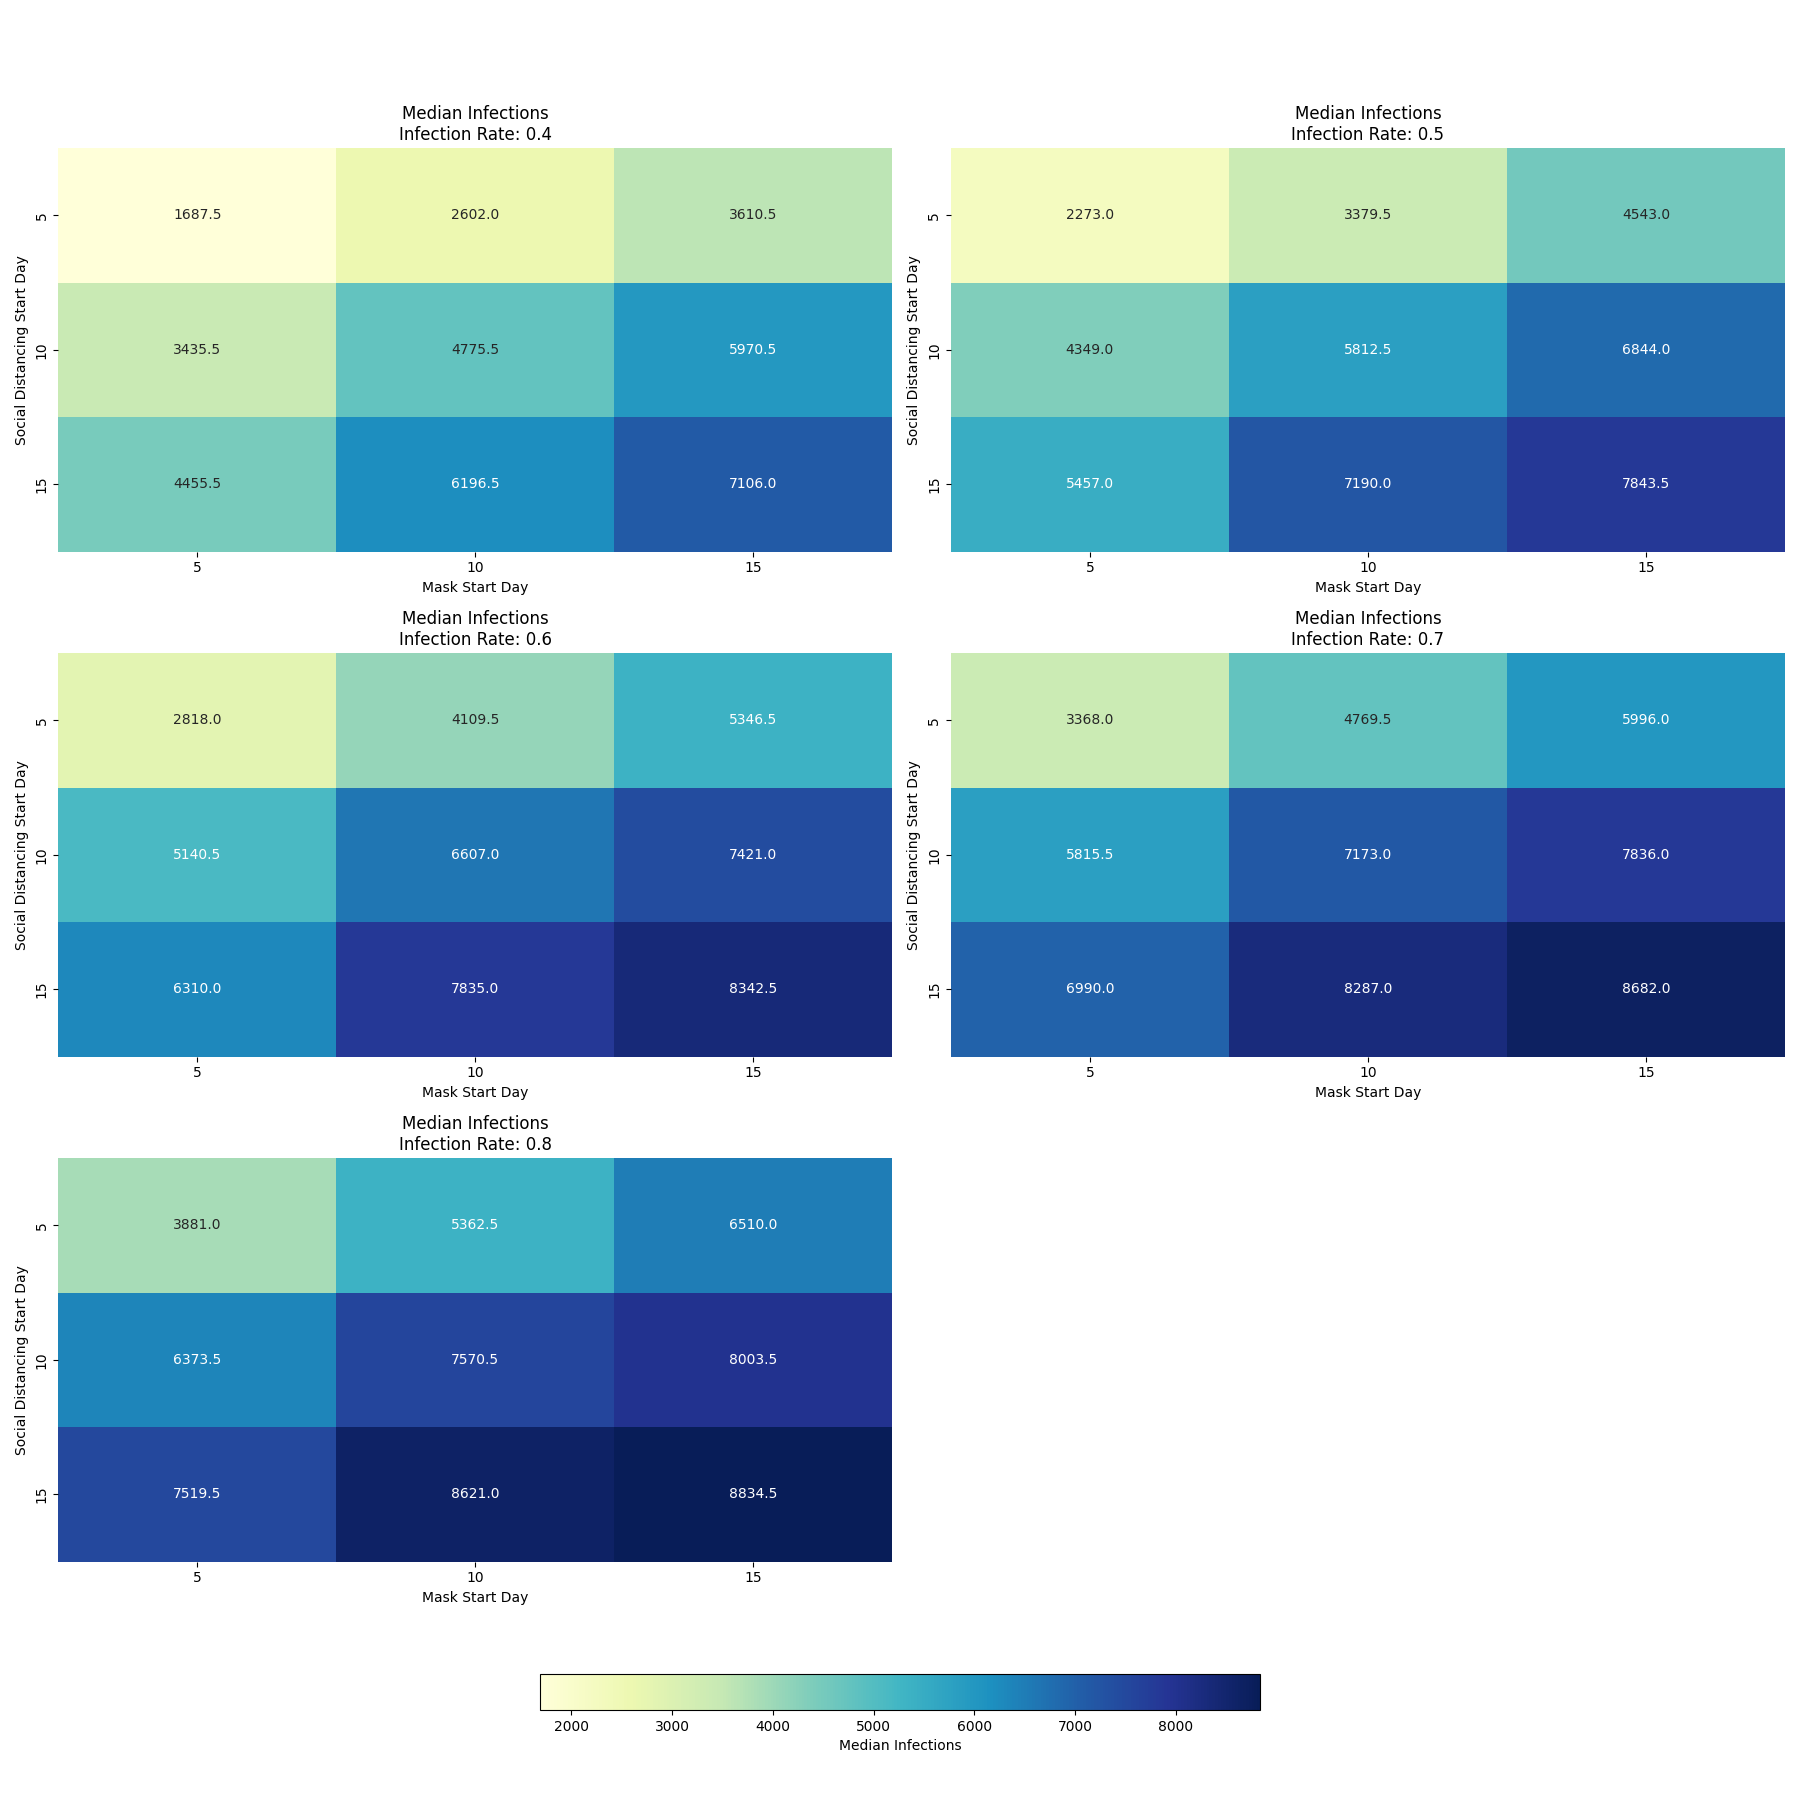 Median Infections
Infection Rate: 0.4
Social Distancing Start Day
5
1687.5 2602.0 3610.5
10
3435.5 4775.5 5970.5
15
4455.5 6196.5 7106.0
5 10 15
Mask Start Day
Median Infections
Infection Rate: 0.5
Social Distancing Start Day
5
2273.0 3379.5 4543.0
10
4349.0 5812.5 6844.0
15
5457.0 7190.0 7843.5
5 10 15
Mask Start Day
Median Infections
Infection Rate: 0.6
Social Distancing Start Day
5
2818.0 4109.5 5346.5
10
5140.5 6607.0 7421.0
15
6310.0 7835.0 8342.5
5 10 15
Mask Start Day
Median Infections
Infection Rate: 0.7
Social Distancing Start Day
5
3368.0 4769.5 5996.0
10
5815.5 7173.0 7836.0
15
6990.0 8287.0 8682.0
5 10 15
Mask Start Day
Median Infections
Infection Rate: 0.8
Social Distancing Start Day
5
3881.0 5362.5 6510.0
10
6373.5 7570.5 8003.5
15
7519.5 8621.0 8834.5
5 10 15
Mask Start Day
2000 3000 4000 5000 6000 7000 8000
Median Infections